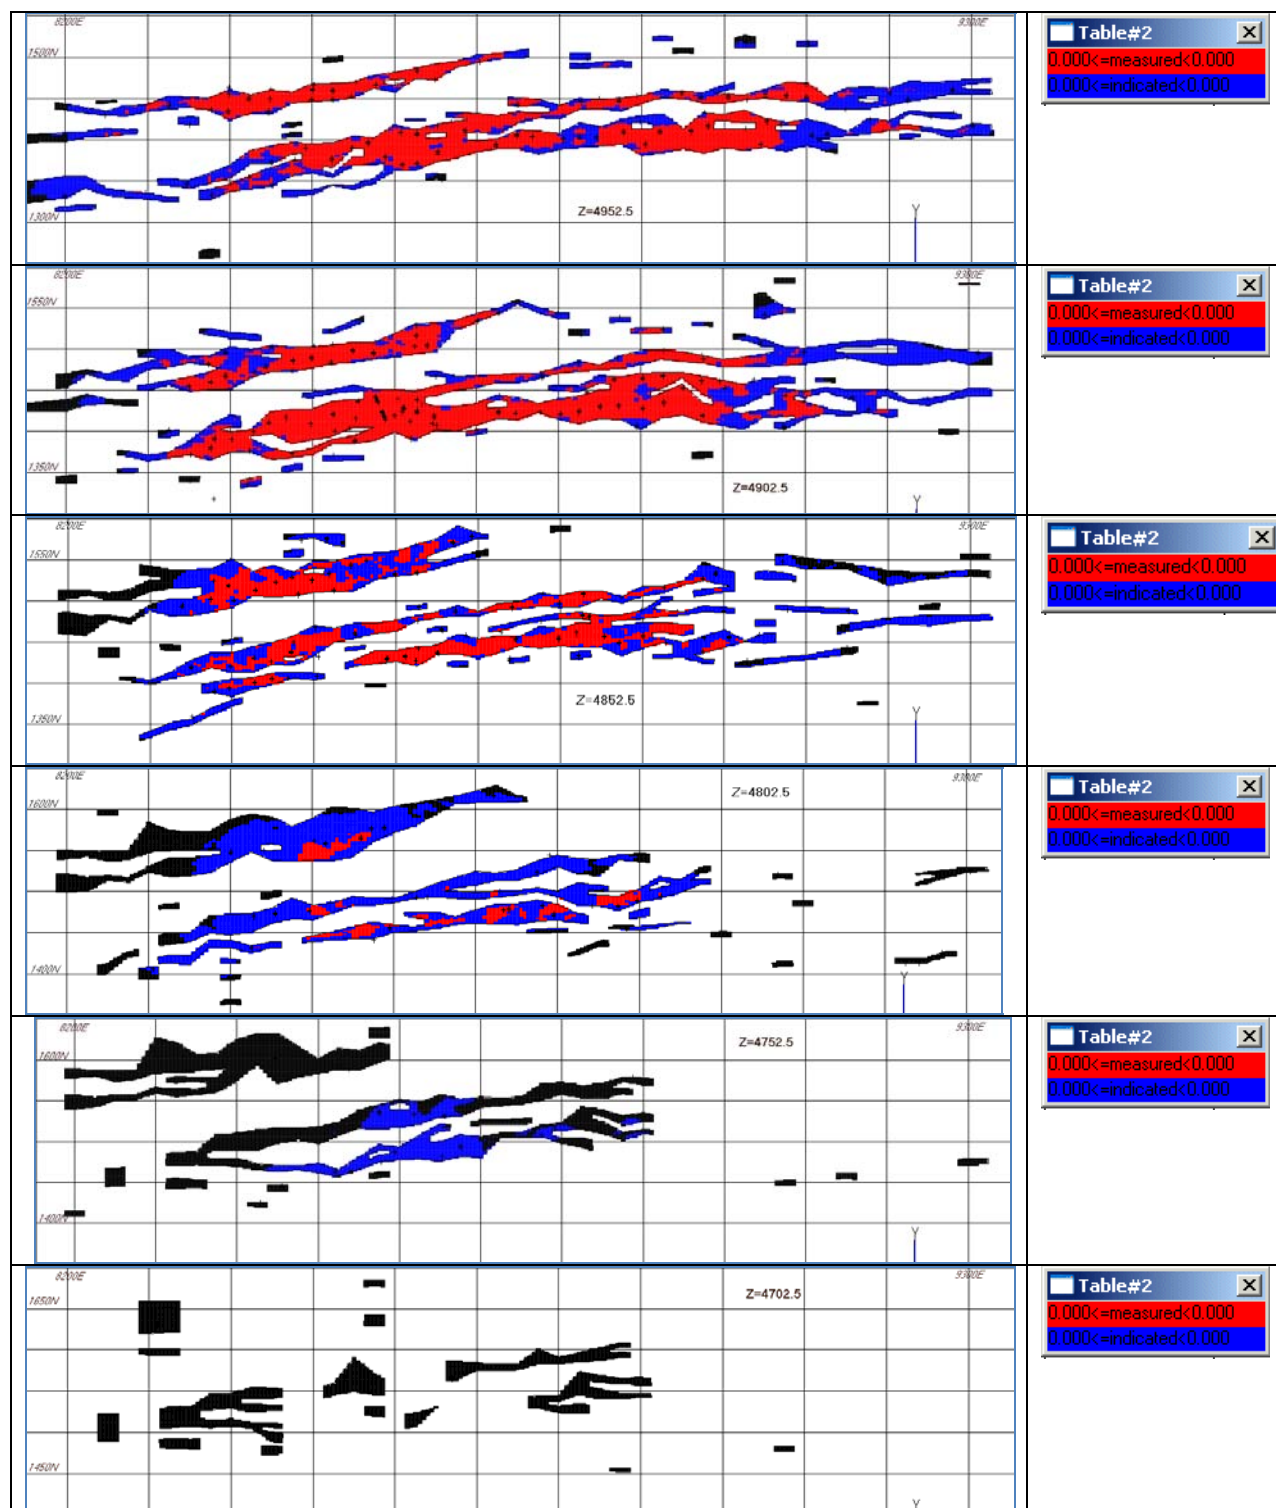 8200E 9300E
1500N
1300N
Z=4952.5
Y
Table#2
0.000<=measured<0.000
0.000<=indicated<0.000
8200E 9300E
1550N
1350N
Z=4902.5
Y
Table#2
0.000<=measured<0.000
0.000<=indicated<0.000
8200E 9300E
1550N
1350N
Z=4852.5
Y
Table#2
0.000<=measured<0.000
0.000<=indicated<0.000
8200E 9300E
1600N
1400N
Z=4802.5
Y
Table#2
0.000<=measured<0.000
0.000<=indicated<0.000
8200E 9300E
1600N
1400N
Z=4752.5
Y
Table#2
0.000<=measured<0.000
0.000<=indicated<0.000
8200E 9300E
1650N
1450N
Z=4702.5
Y
Table#2
0.000<=measured<0.000
0.000<=indicated<0.000